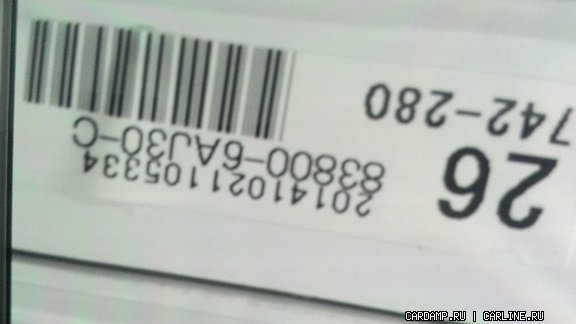 26
742-280
20141021105334
83800-6AJ30-C
CARDAMP.RU | CARLINE.RU